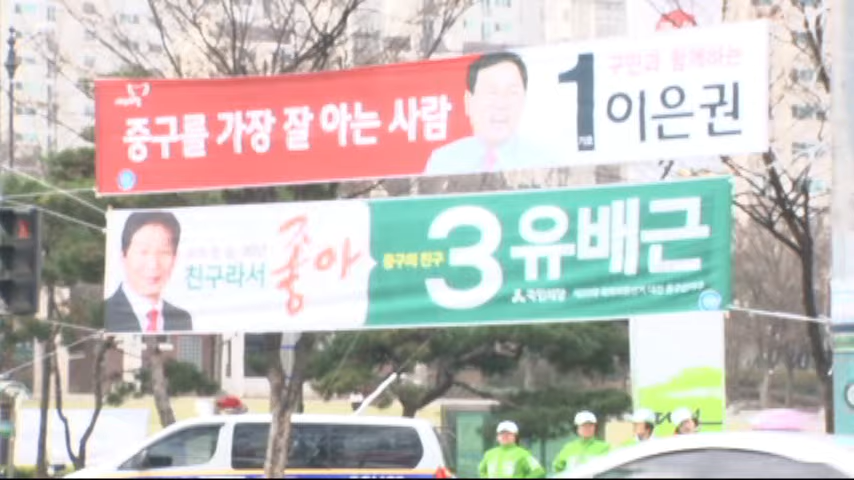 중구를 가장 잘 아는 사람
1
기호
구민과 함께하는
이은권
친구라서
좋아
중구의 친구
3
유배근
국민의당